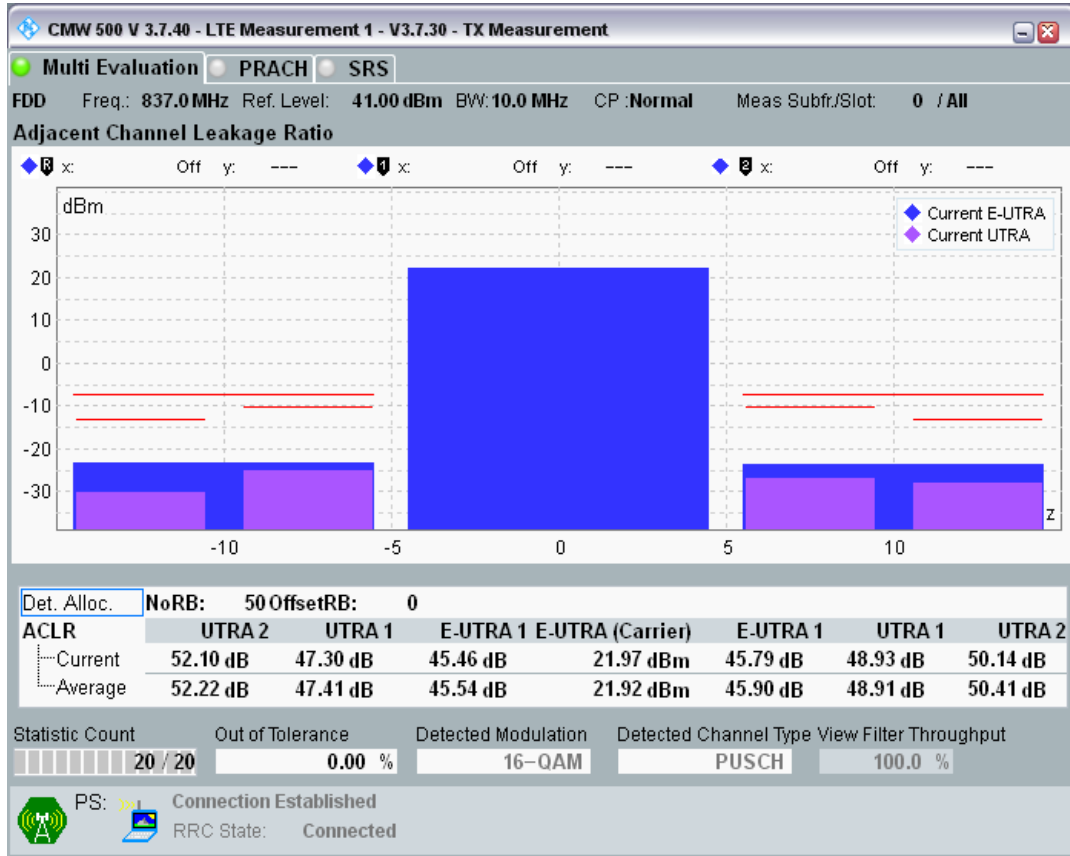 CMW 500 V 3.7.40 - LTE Measurement 1 - V3.7.30 - TX Measurement
Multi Evaluation PRACH SRS
FDD Freq.: 837.0 MHz Ref. Level: 41.00 dBm BW: 10.0 MHz CP :Normal Meas Subfr./Slot: 0 / All
Adjacent Channel Leakage Ratio
R x: Off y: --- 1 x: Off y: --- 2 x: Off y: ---
dBm
Current E-UTRA
Current UTRA
30
20
10
0
-10
-20
-30
z
-10 -5 0 5 10
Det. Alloc. NoRB: 50 OffsetRB: 0
ACLR UTRA 2 UTRA 1 E-UTRA 1 E-UTRA (Carrier) E-UTRA 1 UTRA 1 UTRA 2
Current 52.10 dB 47.30 dB 45.46 dB 21.97 dBm 45.79 dB 48.93 dB 50.14 dB
Average 52.22 dB 47.41 dB 45.54 dB 21.92 dBm 45.90 dB 48.91 dB 50.41 dB
Statistic Count Out of Tolerance Detected Modulation Detected Channel Type View Filter Throughput
20 / 20 0.00 % 16-QAM PUSCH 100.0 %
PS: Connection Established
RRC State: Connected